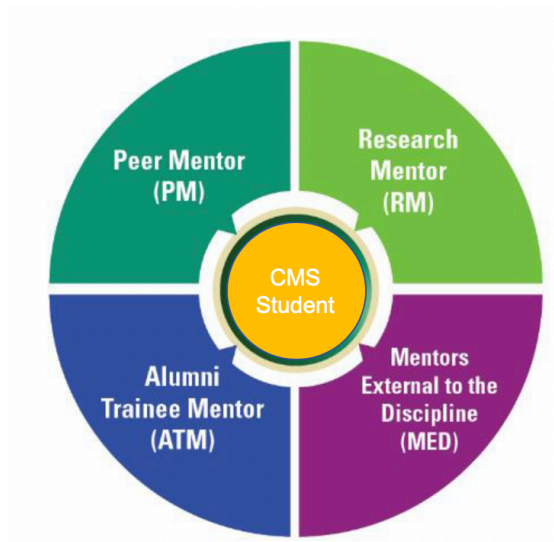 Peer Mentor
(PM)
Research
Mentor
(RM)
CMS
Student
Alumni
Trainee Mentor
(ATM)
Mentors
External to the
Discipline
(MED)